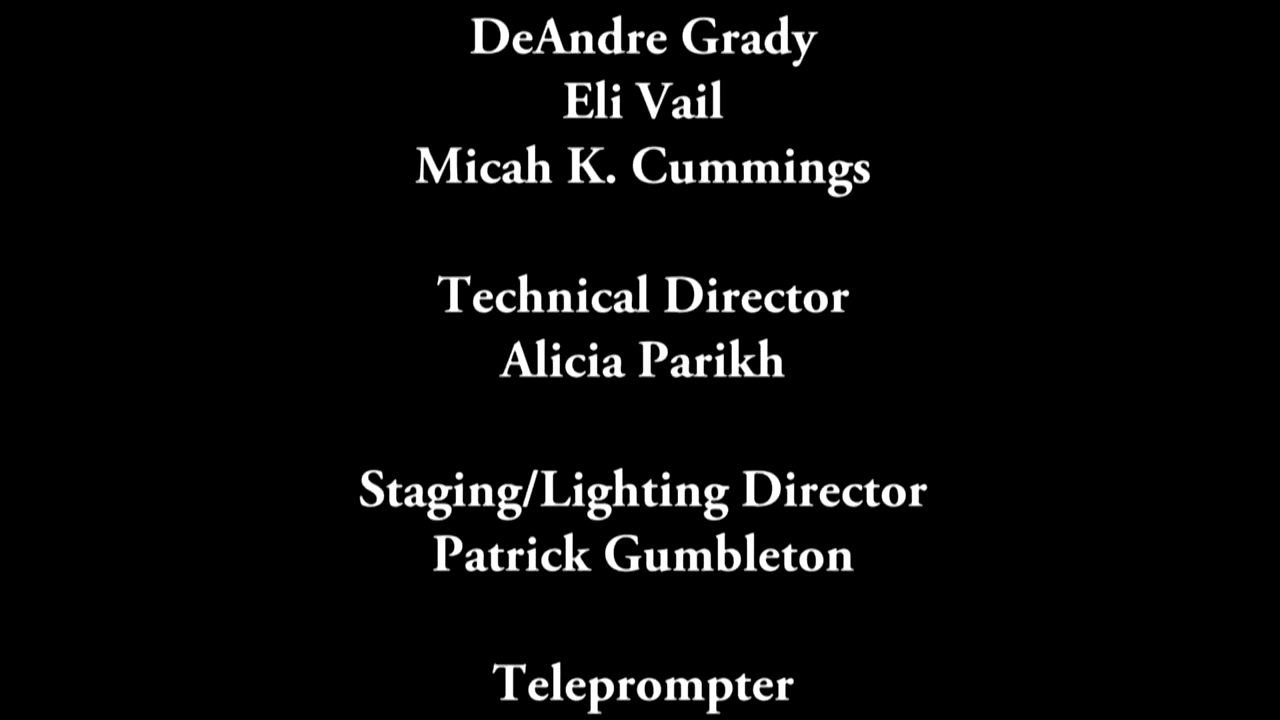 DeAndre Grady
Eli Vail
Micah K. Cummings
Technical Director
Alicia Parikh
Staging/Lighting Director
Patrick Gumbleton
Teleprompter